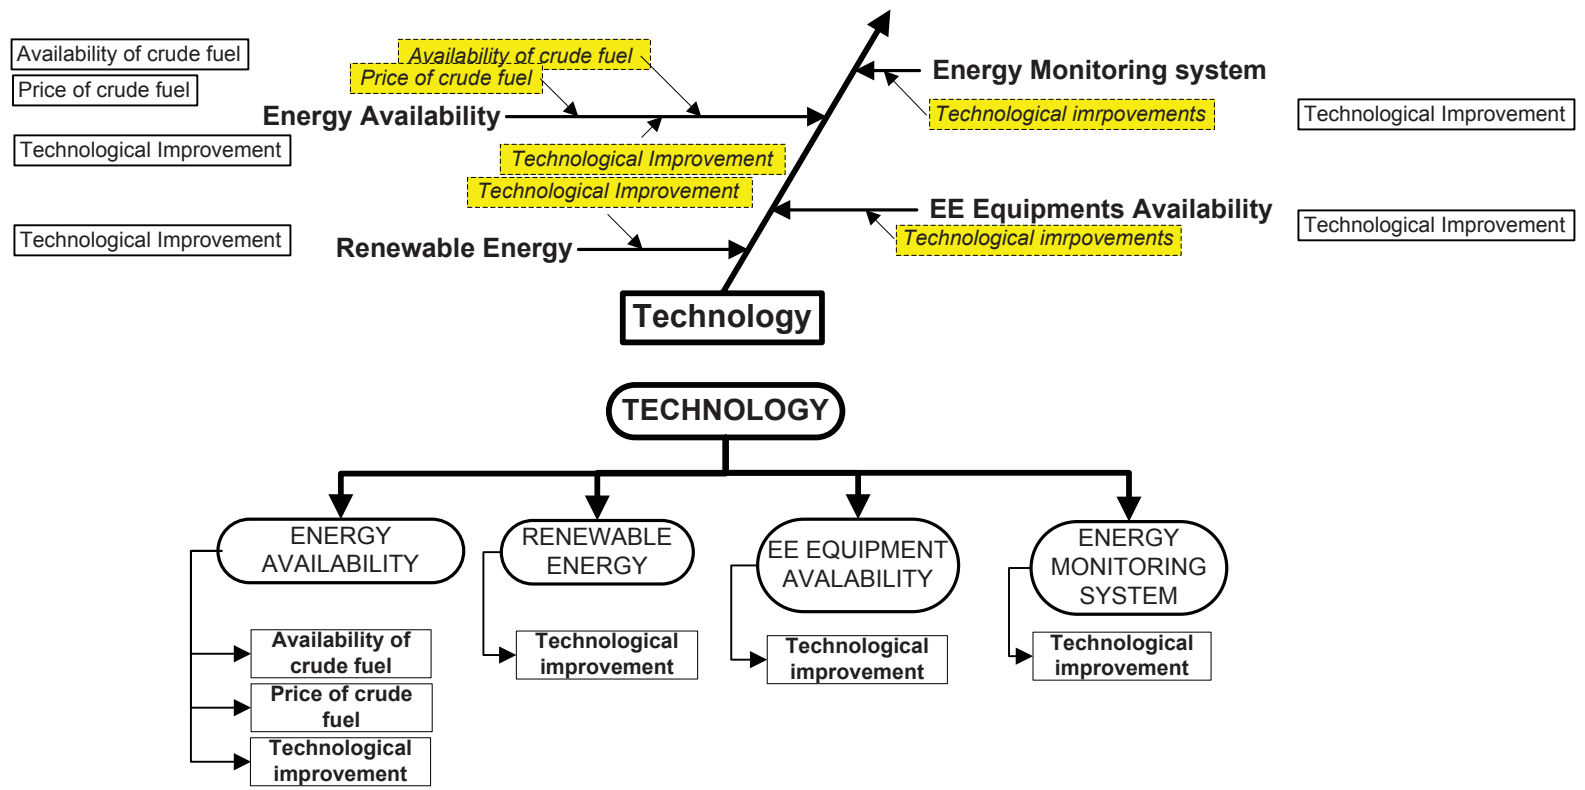 Availability of crude fuel
Price of crude fuel
Technological Improvement
Technological Improvement
Availability of crude fuel
Price of crude fuel
Energy Availability
Technological Improvement
Technological Improvement
Renewable Energy
Energy Monitoring system
Technological imrpovements
EE Equipments Availability
Technological imrpovements
Technological Improvement
Technological Improvement
Technology
TECHNOLOGY
ENERGY
AVAILABILITY
Availability of
crude fuel
Price of crude
fuel
Technological
improvement
RENEWABLE
ENERGY
Technological
improvement
EE EQUIPMENT
AVALABILITY
Technological
improvement
ENERGY
MONITORING
SYSTEM
Technological
improvement